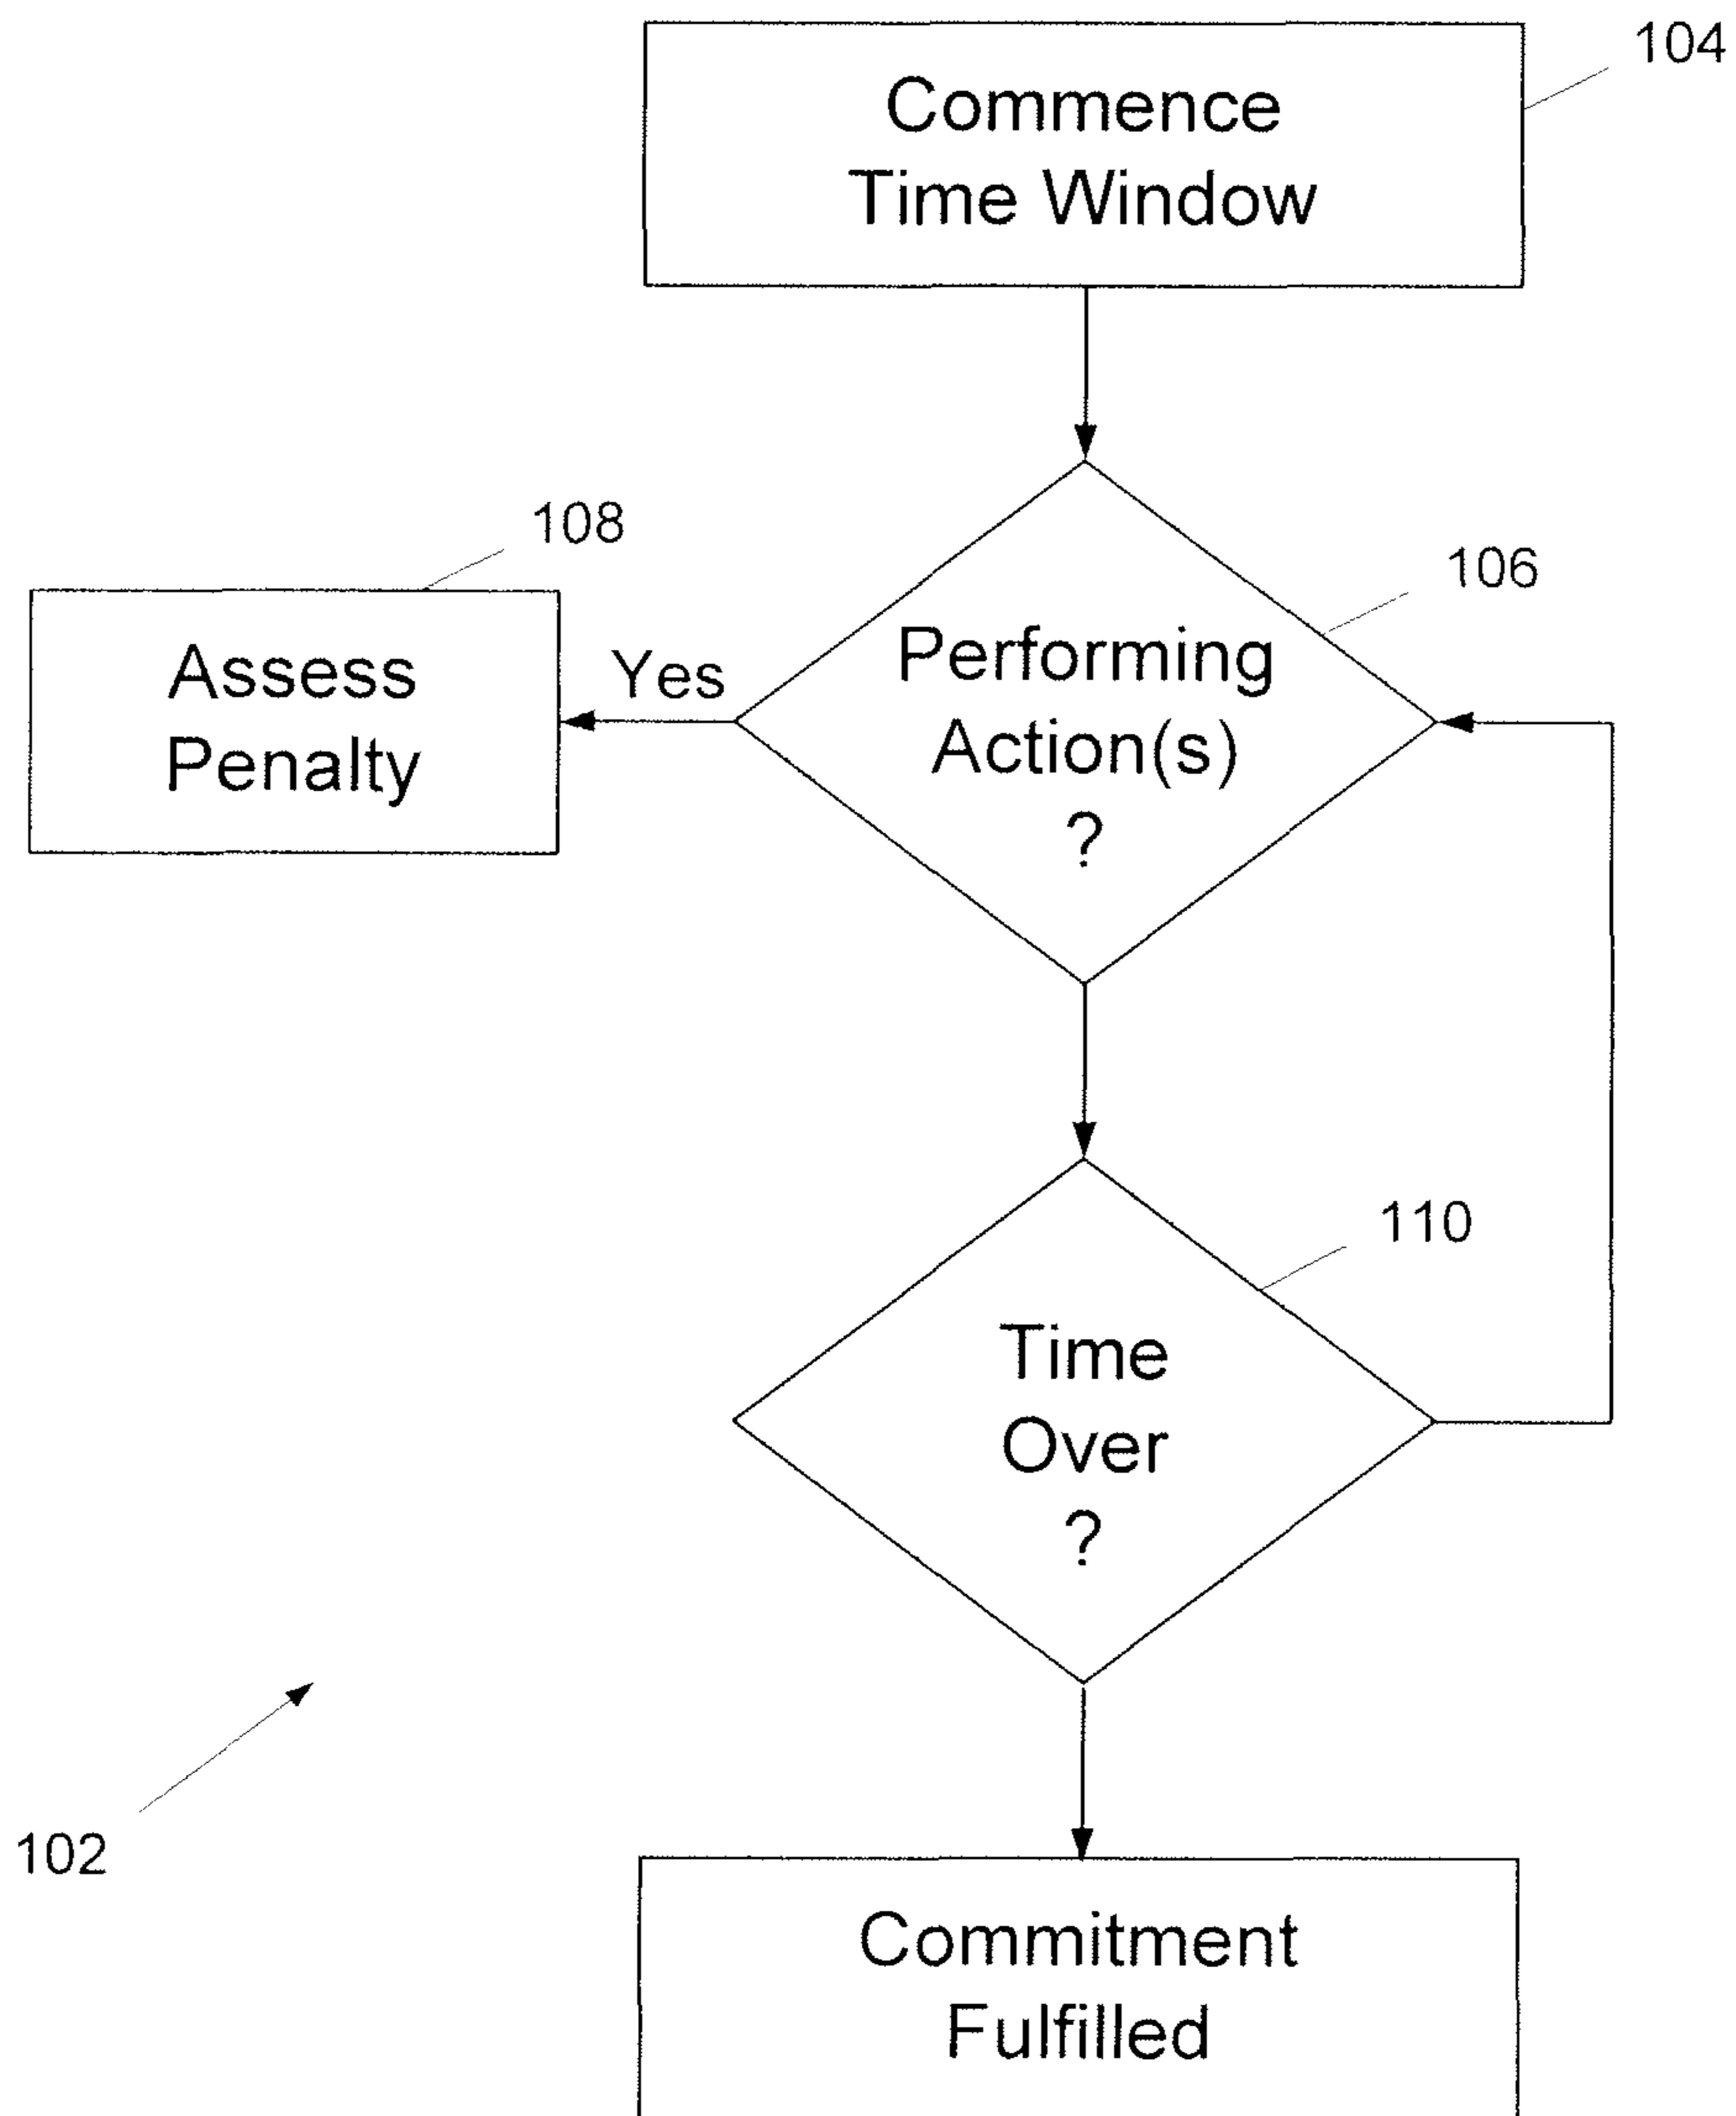 104
Commence
Time Window
108
106
Assess
Penalty
Yes
Performing
Action(s)
?
110
Time
Over
?
102
Commitment
Fulfilled